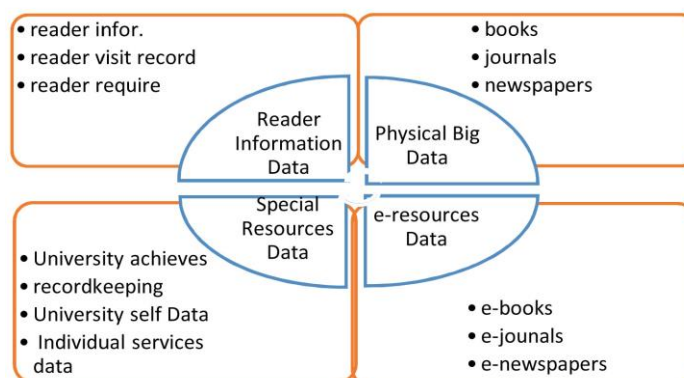 • reader infor.
• reader visit record
• reader require
• books
• journals
• newspapers
Reader
Information
Data
Physical Big
Data
Special
Resources
Data
e-resources
Data
• University achieves
• recordkeeping
• University self Data
• Individual services
data
• e-books
• e-jounals
• e-newspapers